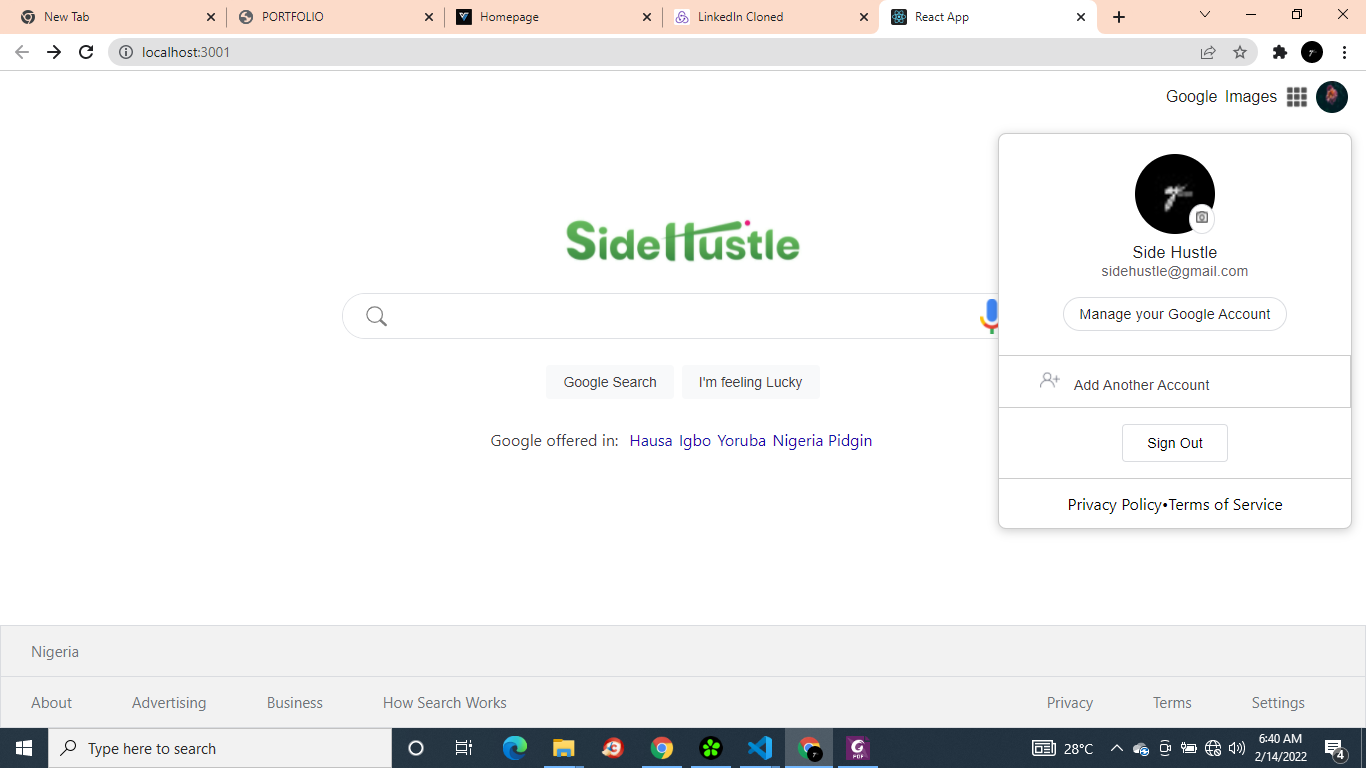 New Tab PORTFOLIO Homepage LinkedIn Cloned React App
localhost:3001
Google Images
SideHustle
Side Hustle
sidehustle@gmail.com
Manage your Google Account
Add Another Account
Sign Out
Privacy Policy•Terms of Service
Google Search I'm feeling Lucky
Google offered in: Hausa Igbo Yoruba Nigeria Pidgin
Nigeria
About Advertising Business How Search Works Privacy Terms Settings
Type here to search 28°C 6:40 AM
2/14/2022 4
PDF